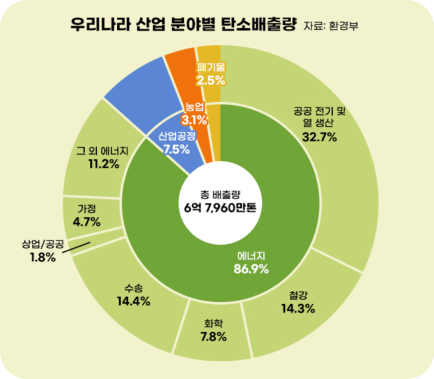 우리나라 산업 분야별 탄소배출량 자료: 환경부
폐기물
2.5%
농업
3.1%
산업공정
7.5%
공공 전기 및
열 생산
32.7%
그 외 에너지
11.2%
총 배출량
6억 7,960만톤
가정
4.7%
상업/공공
1.8%
에너지
86.9%
수송
14.4%
철강
14.3%
화학
7.8%